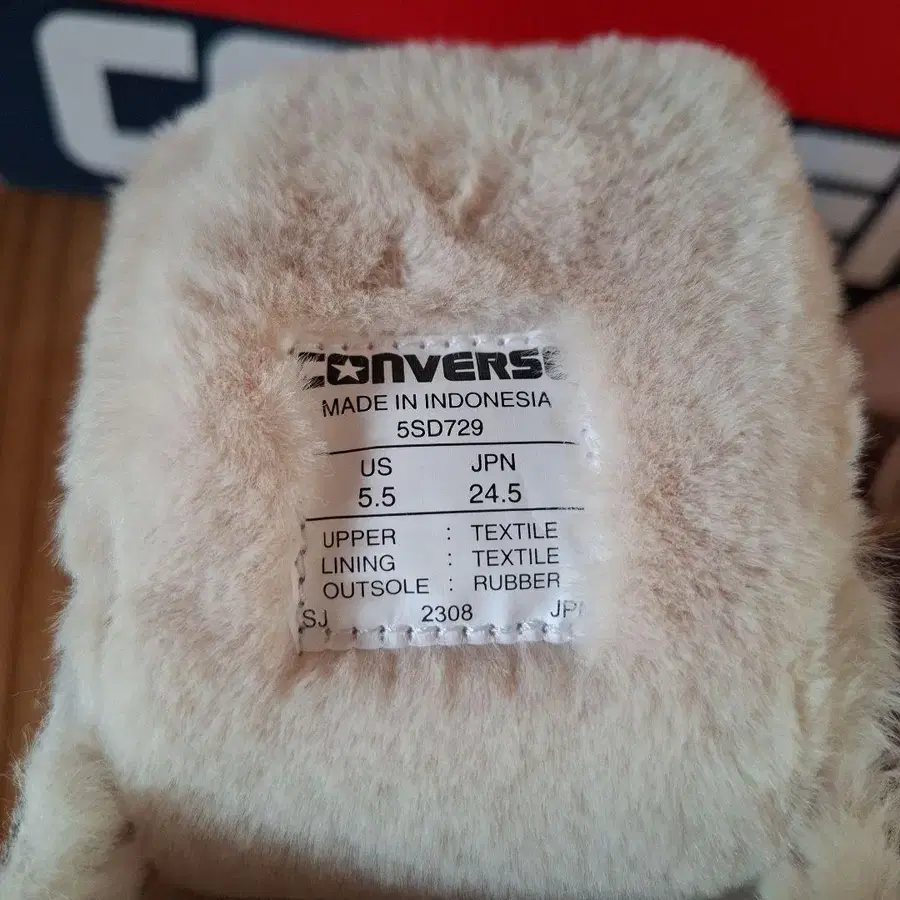 CONVERSE
MADE IN INDONESIA
5SD729
US JPN
5.5 24.5
UPPER : TEXTILE
LINING : TEXTILE
OUTSOLE : RUBBER
SJ 2308 JPN